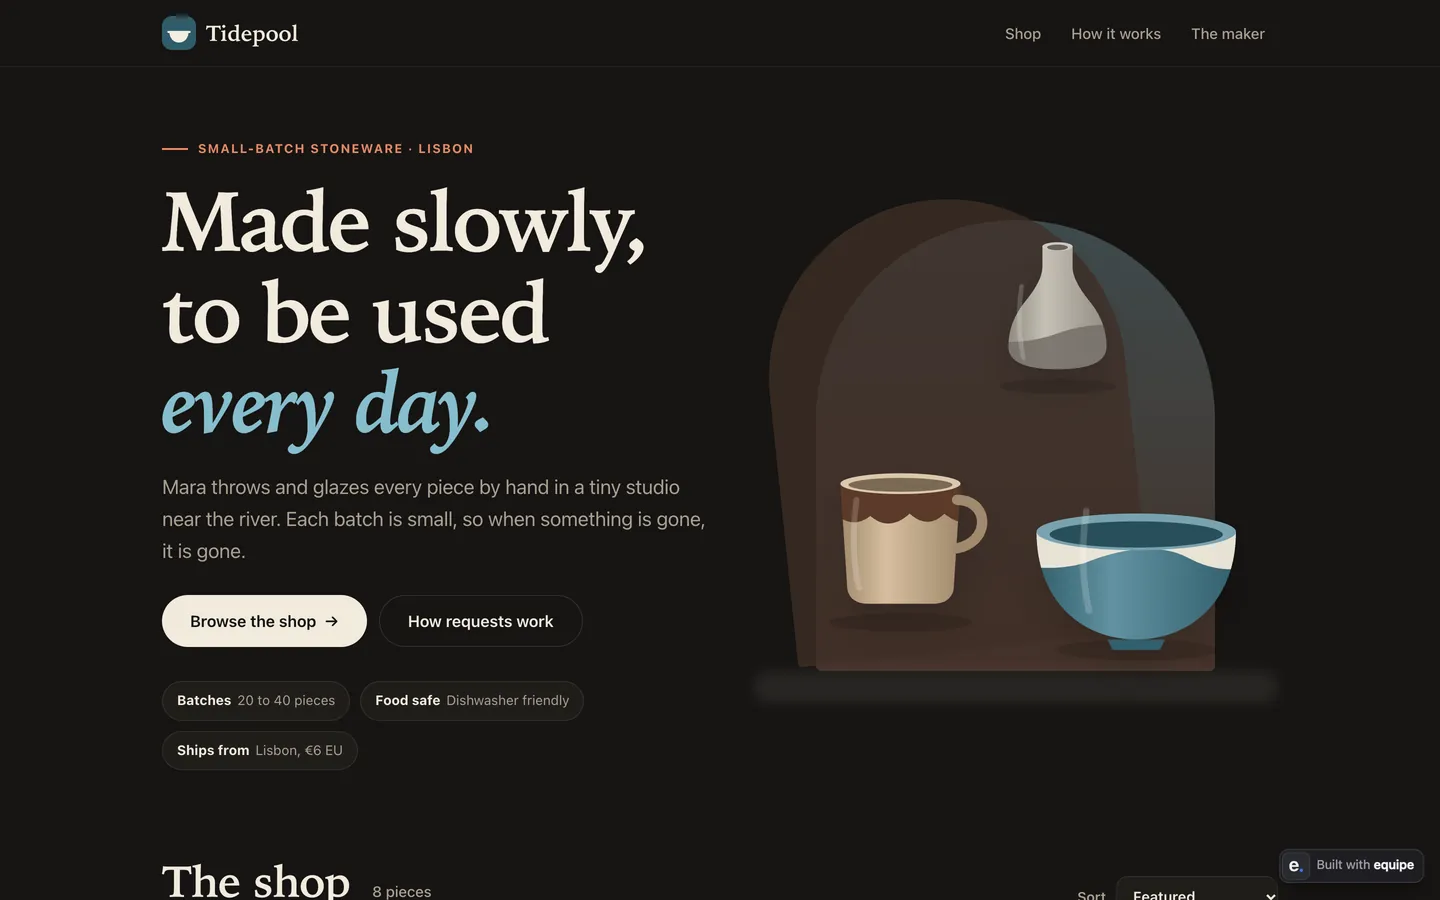 Tidepool
Shop
How it works
The maker
SMALL-BATCH STONEWARE · LISBON
Made slowly,
to be used
every day.
Mara throws and glazes every piece by hand in a tiny studio
near the river. Each batch is small, so when something is gone,
it is gone.
Browse the shop →
How requests work
Batches 20 to 40 pieces
Food safe Dishwasher friendly
Ships from Lisbon, €6 EU
The shop
8 pieces
Sort
Featured
e. Built with equipe